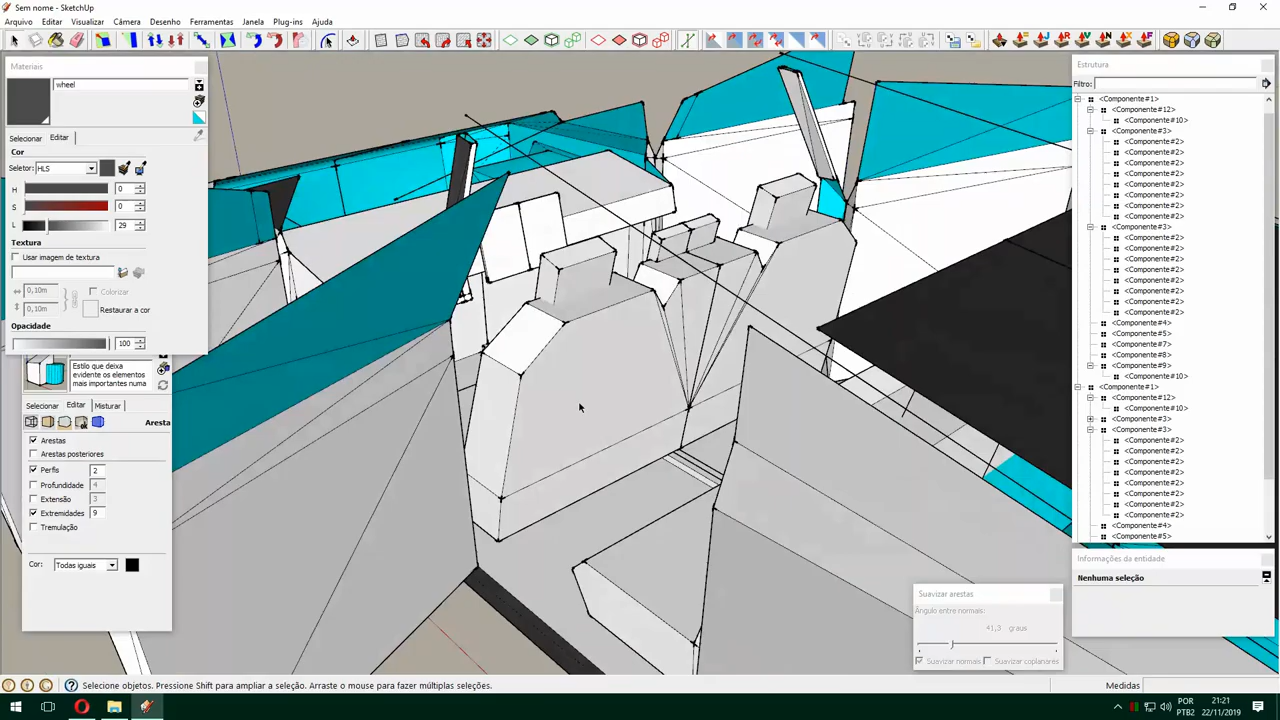 Sem nome - SketchUp
Arquivo Editar Visualizar Câmera Desenho Ferramentas Janela Plug-ins Ajuda
Materiais
wheel
Selecionar Editar
Cor
Seletor: HLS
H 0
S 0
L 29
Textura
Usar imagem de textura
0,10m Colorizar
0,10m Restaurar a cor
Opacidade
100
Estilo que deixa
evidente os elementos
mais importantes numa
Selecionar Editar Misturar
Aresta
Arestas
Arestas posteriores
Perfis 2
Profundidade 4
Extensão 3
Extremidades 9
Tremulação
Cor: Todas iguais
Estrutura
Filtro:
<Componente#1>
<Componente#12>
<Componente#10>
<Componente#3>
<Componente#2>
<Componente#2>
<Componente#2>
<Componente#2>
<Componente#2>
<Componente#2>
<Componente#2>
<Componente#2>
<Componente#3>
<Componente#2>
<Componente#2>
<Componente#2>
<Componente#2>
<Componente#2>
<Componente#2>
<Componente#2>
<Componente#2>
<Componente#4>
<Componente#5>
<Componente#7>
<Componente#8>
<Componente#9>
<Componente#10>
<Componente#1>
<Componente#12>
<Componente#10>
<Componente#3>
<Componente#3>
<Componente#2>
<Componente#2>
<Componente#2>
<Componente#2>
<Componente#2>
<Componente#2>
<Componente#2>
<Componente#2>
<Componente#4>
<Componente#5>
Informações da entidade
Nenhuma seleção
Suavizar arestas
Ângulo entre normais:
41,3 graus
Suavizar normais Suavizar coplanares
Selecione objetos. Pressione Shift para ampliar a seleção. Arraste o mouse para fazer múltiplas seleções.
Medidas
POR 21:21
PTB2 22/11/2019